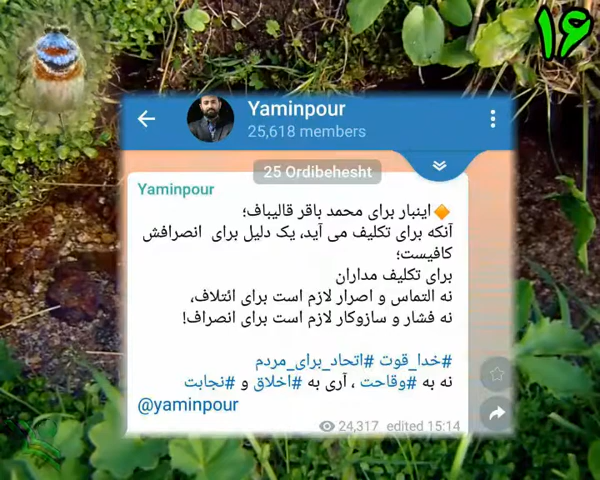 ۱۶
Yaminpour
25,618 members
25 Ordibehesht
Yaminpour
🔶اینبار برای محمد باقر قالیباف؛
آنکه برای تکلیف می آید، یک دلیل برای انصرافش
کافیست؛
برای تکلیف مداران
نه التماس و اصرار لازم است برای ائتلاف،
نه فشار و سازوکار لازم است برای انصراف!
#خدا_قوت #اتحاد_برای_مردم
نه به #وقاحت ، آری به #اخلاق و #نجابت
@yaminpour
24,317 edited 15:14